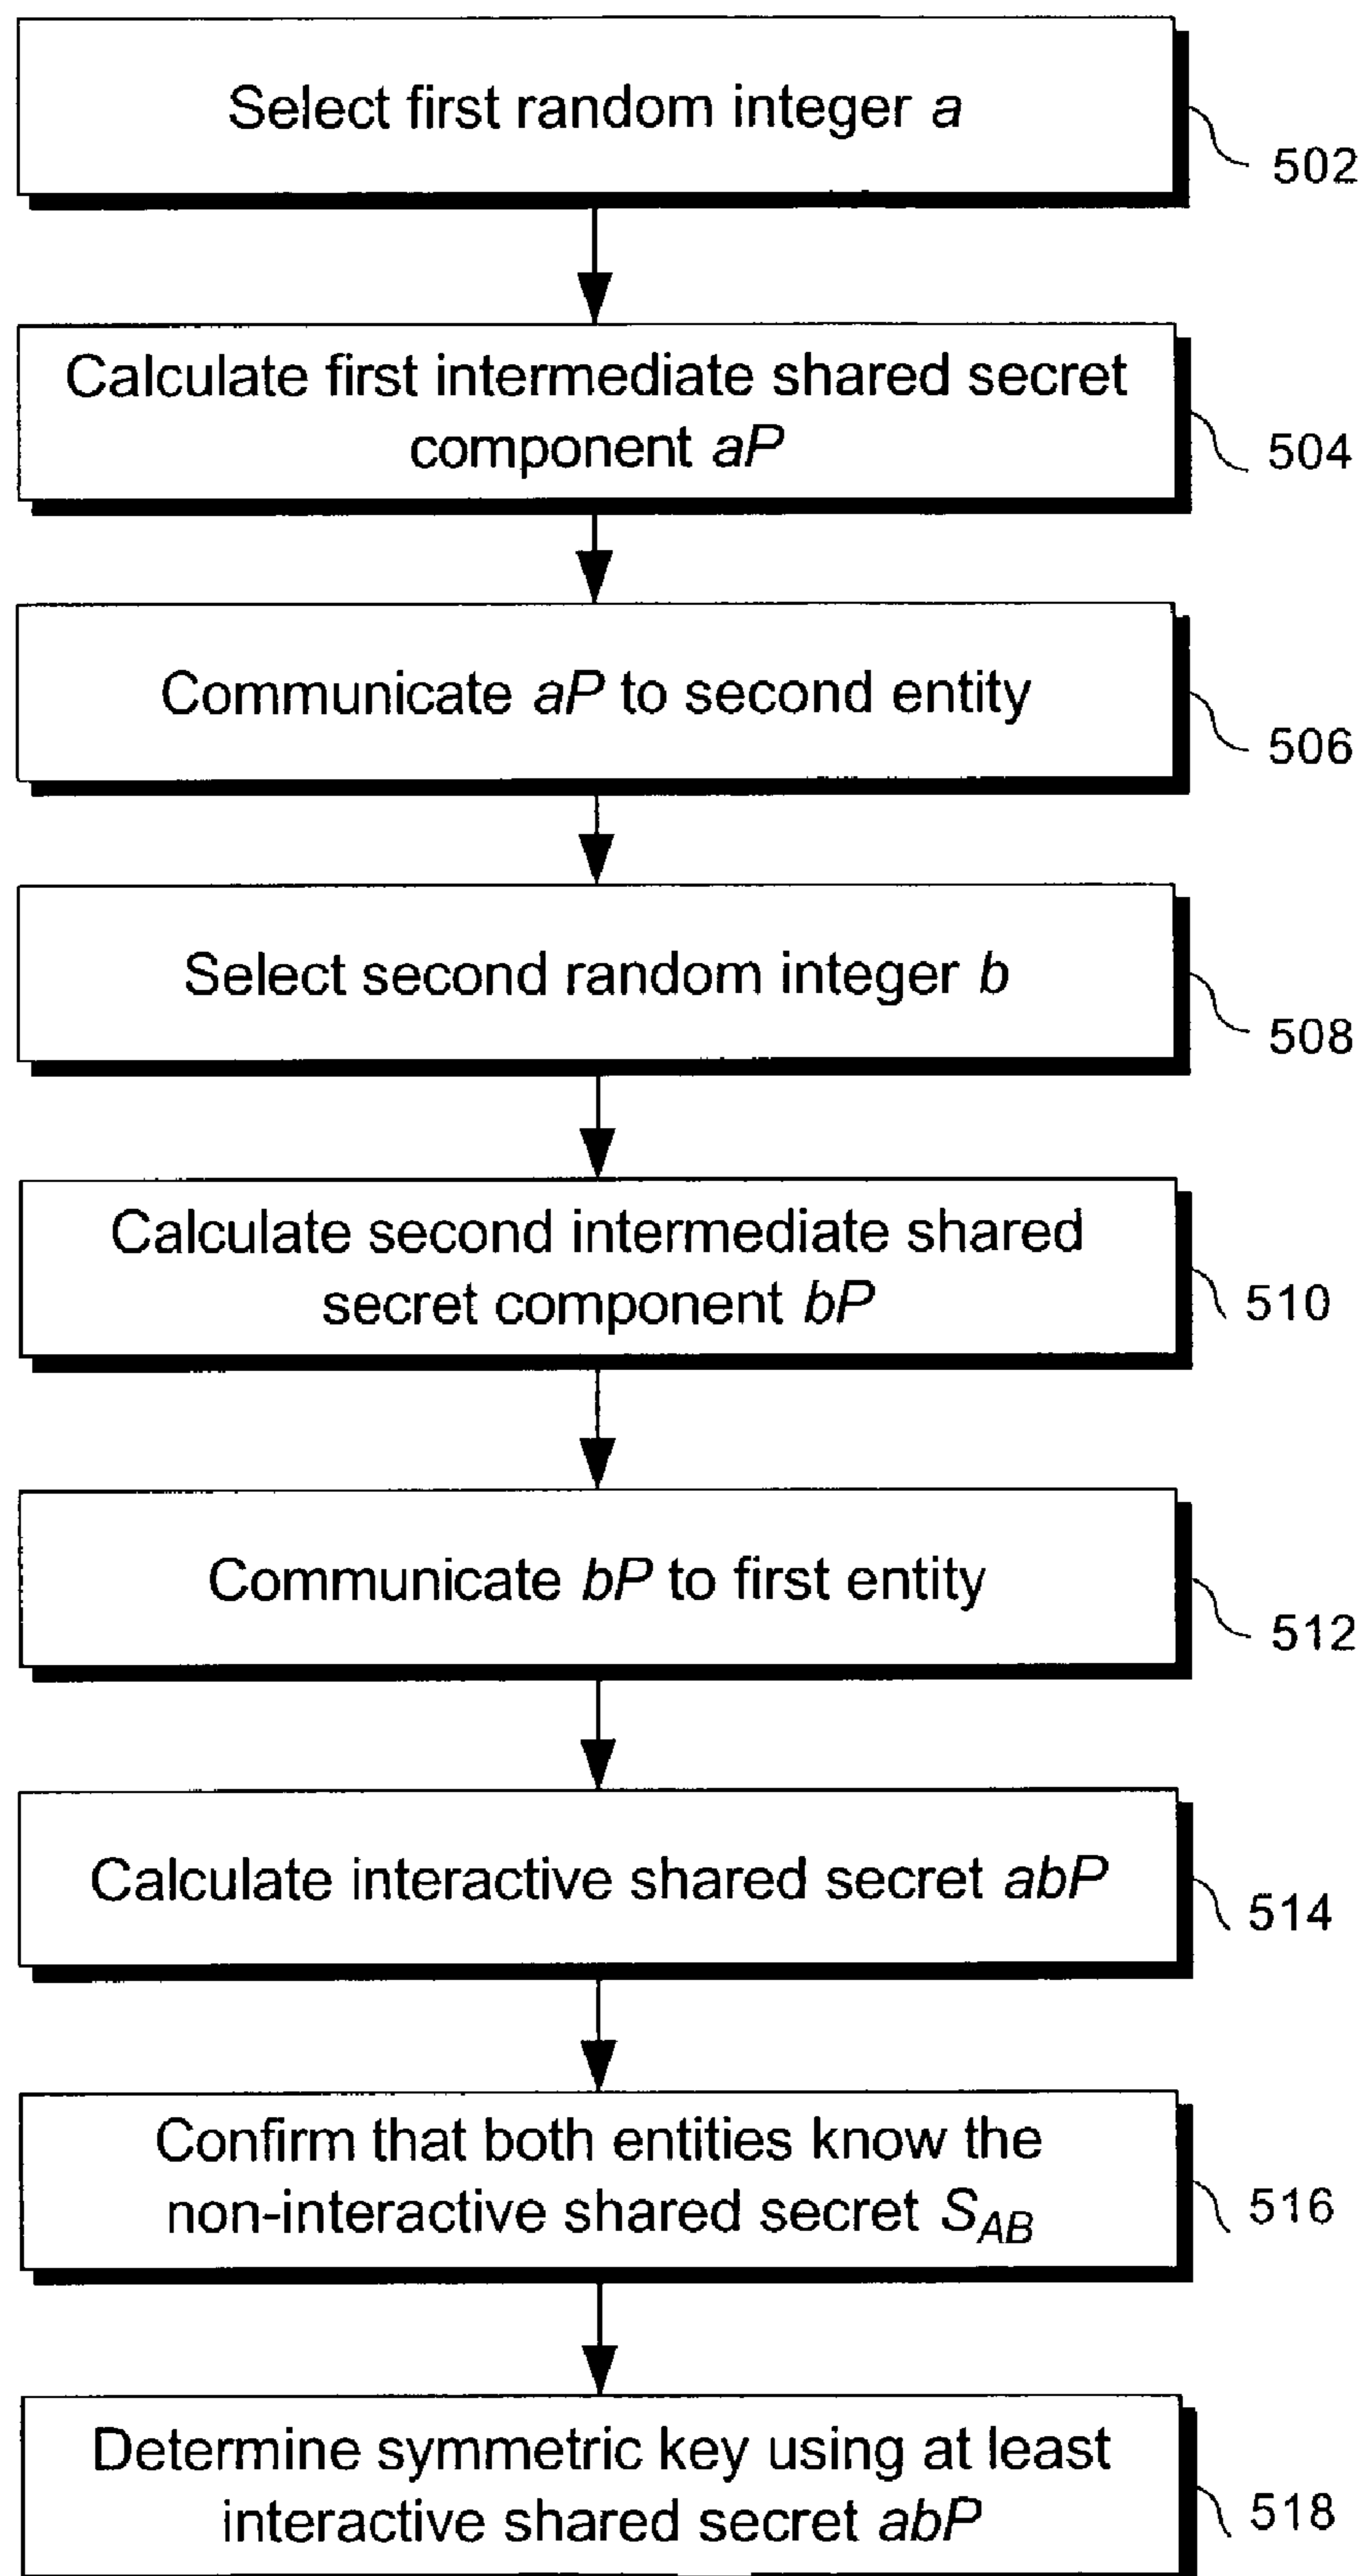 Select first random integer a
502
Calculate first intermediate shared secret
component aP
504
Communicate aP to second entity
506
Select second random integer b
508
Calculate second intermediate shared
secret component bP
510
Communicate bP to first entity
512
Calculate interactive shared secret abP
514
Confirm that both entities know the
non-interactive shared secret S_AB
516
Determine symmetric key using at least
interactive shared secret abP
518